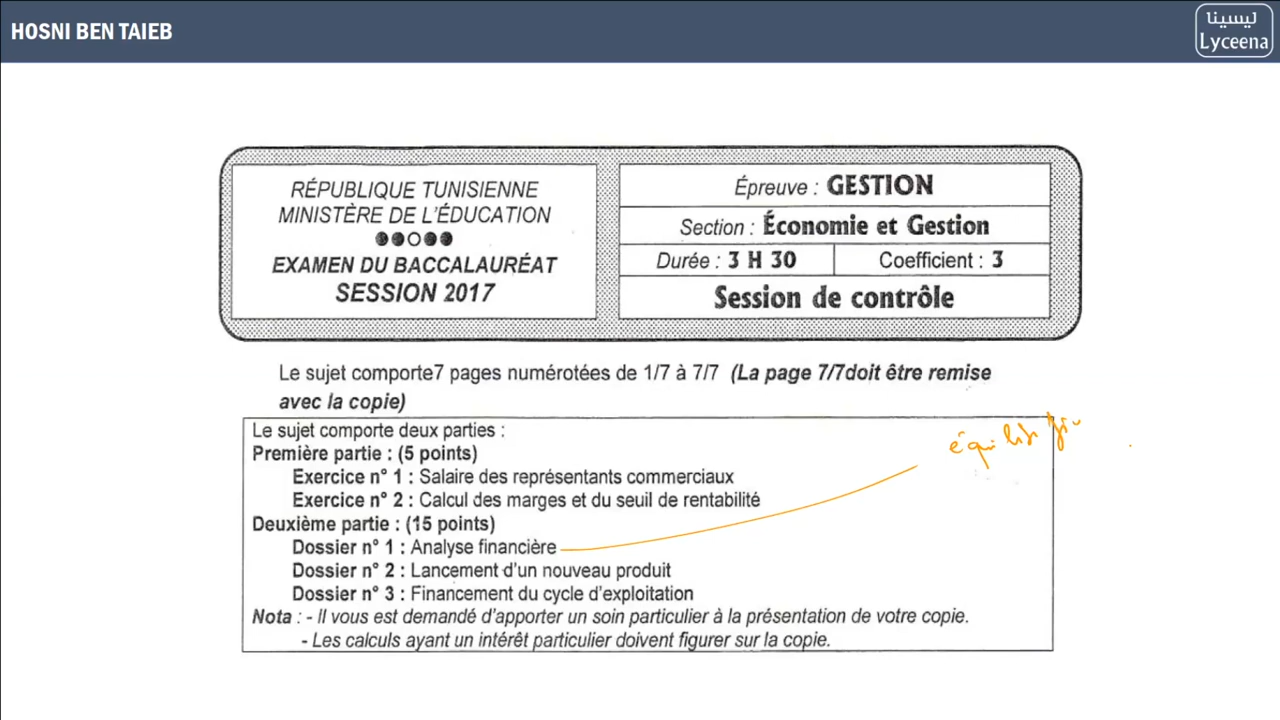 HOSNI BEN TAIEB
ليسينا
Lyceena
RÉPUBLIQUE TUNISIENNE
MINISTÈRE DE L'ÉDUCATION
EXAMEN DU BACCALAURÉAT
SESSION 2017
Épreuve : GESTION
Section : Économie et Gestion
Durée : 3 H 30
Coefficient : 3
Session de contrôle
Le sujet comporte7 pages numérotées de 1/7 à 7/7 (La page 7/7doit être remise
avec la copie)
Le sujet comporte deux parties :
Première partie : (5 points)
Exercice n° 1 : Salaire des représentants commerciaux
Exercice n° 2 : Calcul des marges et du seuil de rentabilité
Deuxième partie : (15 points)
Dossier n° 1 : Analyse financière
Dossier n° 2 : Lancement d'un nouveau produit
Dossier n° 3 : Financement du cycle d'exploitation
Nota : - Il vous est demandé d'apporter un soin particulier à la présentation de votre copie.
- Les calculs ayant un intérêt particulier doivent figurer sur la copie.